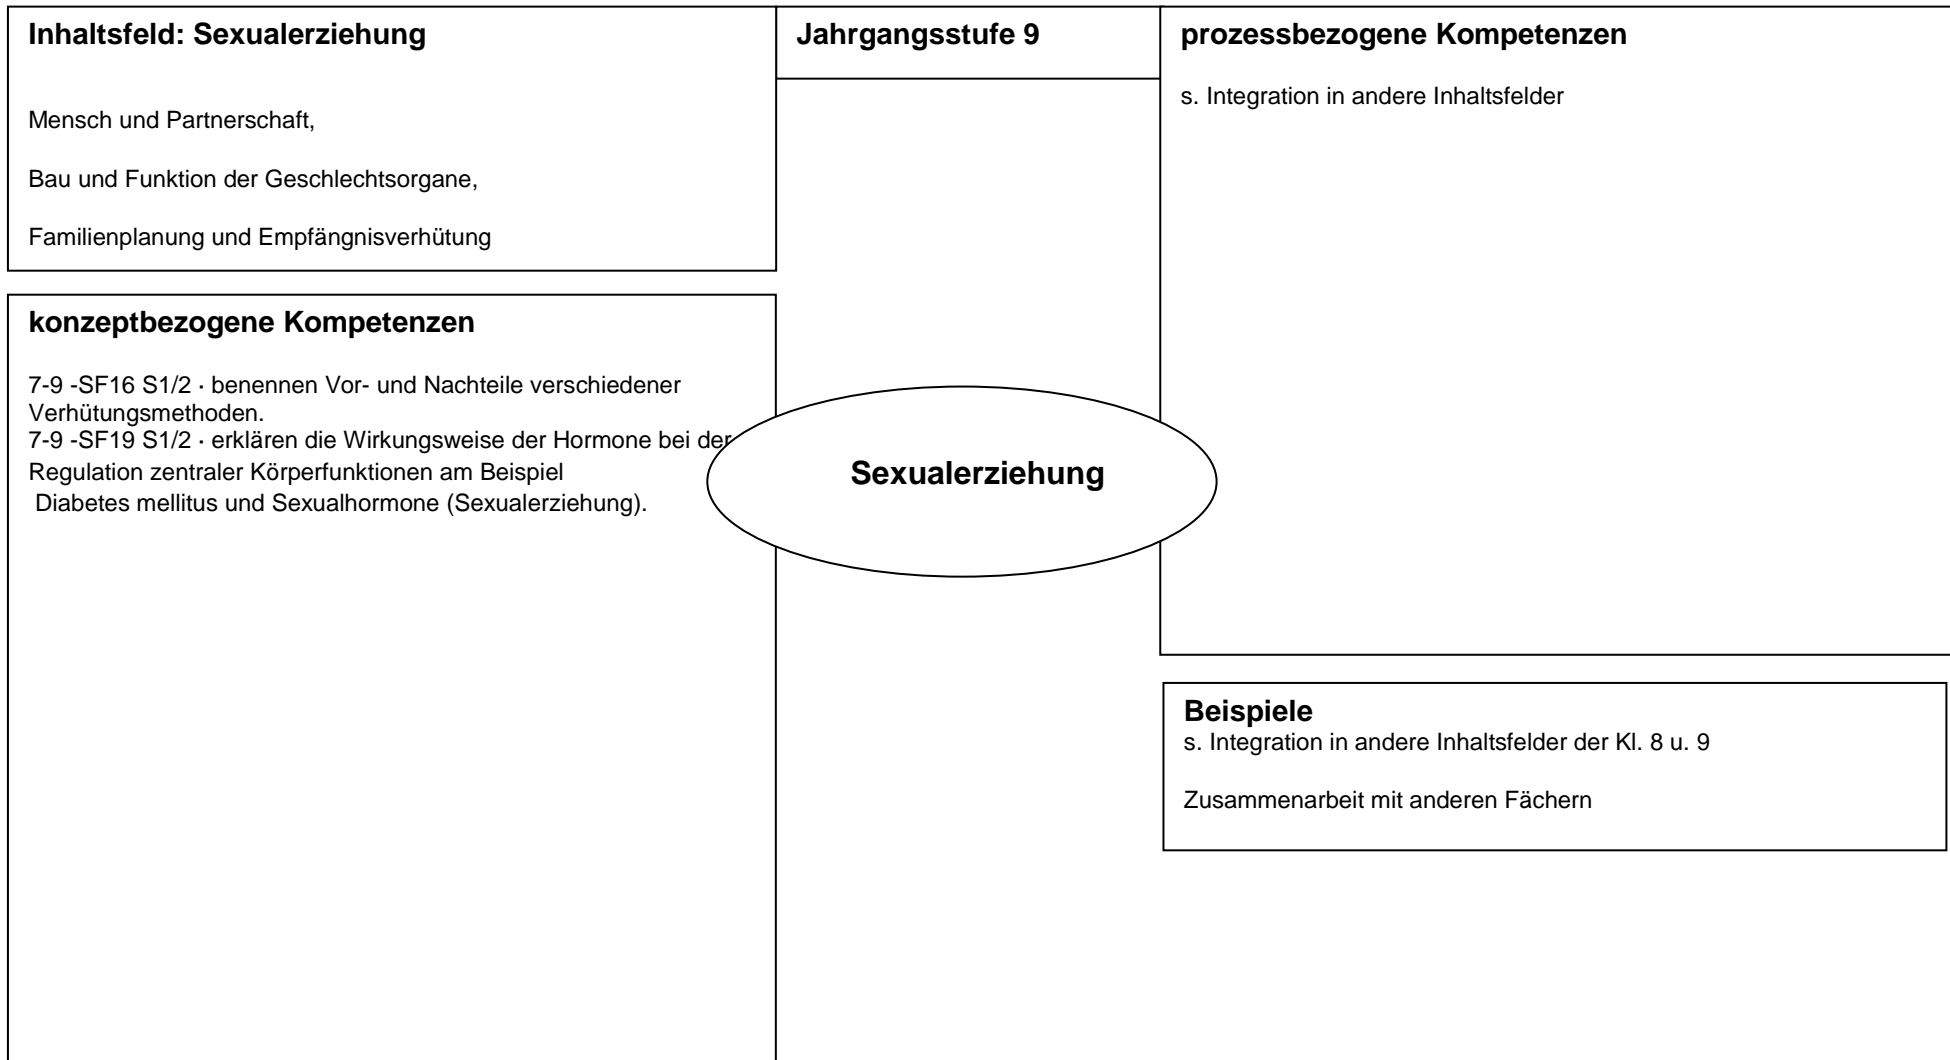 Inhaltsfeld: Sexualerziehung
Mensch und Partnerschaft,
Bau und Funktion der Geschlechtsorgane,
Familienplanung und Empfängnisverhütung
Jahrgangsstufe 9
prozessbezogene Kompetenzen
s. Integration in andere Inhaltsfelder
konzeptbezogene Kompetenzen
7-9 -SF16 S1/2 · benennen Vor- und Nachteile verschiedener
Verhütungsmethoden.
7-9 -SF19 S1/2 · erklären die Wirkungsweise der Hormone bei der
Regulation zentraler Körperfunktionen am Beispiel
Diabetes mellitus und Sexualhormone (Sexualerziehung).
Sexualerziehung
Beispiele
s. Integration in andere Inhaltsfelder der Kl. 8 u. 9
Zusammenarbeit mit anderen Fächern